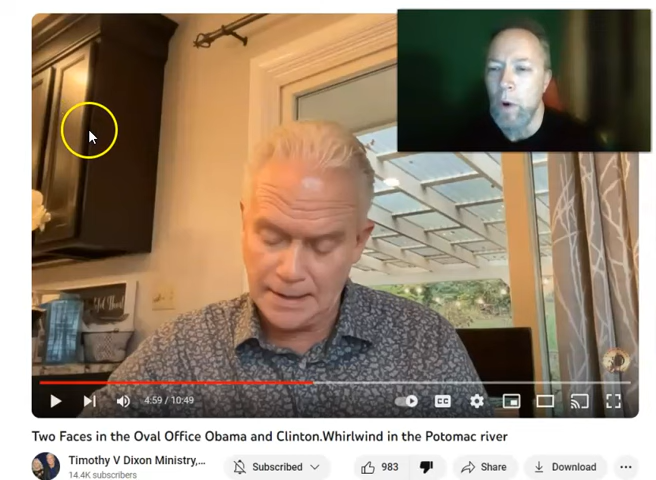 4:59 / 10:49
Two Faces in the Oval Office Obama and Clinton.Whirlwind in the Potomac river
Timothy V Dixon Ministry,...
14.4K subscribers
Subscribed
983
Share
Download